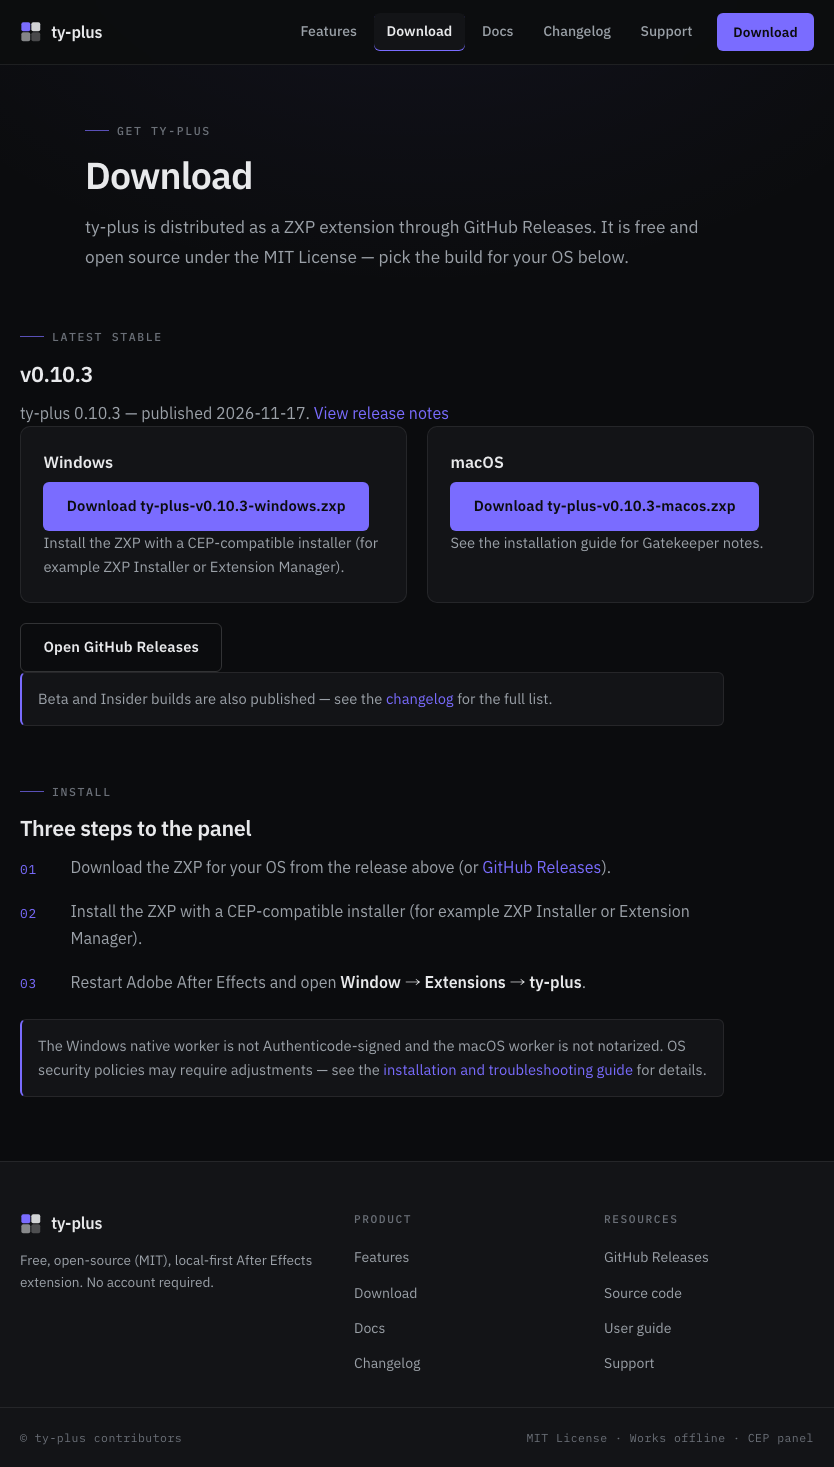 ty-plus
Features
Download
Docs
Changelog
Support
Download
GET TY-PLUS
Download
ty-plus is distributed as a ZXP extension through GitHub Releases. It is free and
open source under the MIT License — pick the build for your OS below.
LATEST STABLE
v0.10.3
ty-plus 0.10.3 — published 2026-11-17. View release notes
Windows
Download ty-plus-v0.10.3-windows.zxp
Install the ZXP with a CEP-compatible installer (for
example ZXP Installer or Extension Manager).
macOS
Download ty-plus-v0.10.3-macos.zxp
See the installation guide for Gatekeeper notes.
Open GitHub Releases
Beta and Insider builds are also published — see the changelog for the full list.
INSTALL
Three steps to the panel
01 Download the ZXP for your OS from the release above (or GitHub Releases).
02 Install the ZXP with a CEP-compatible installer (for example ZXP Installer or Extension
Manager).
03 Restart Adobe After Effects and open Window → Extensions → ty-plus.
The Windows native worker is not Authenticode-signed and the macOS worker is not notarized. OS
security policies may require adjustments — see the installation and troubleshooting guide for details.
ty-plus
Free, open-source (MIT), local-first After Effects
extension. No account required.
PRODUCT
Features
Download
Docs
Changelog
RESOURCES
GitHub Releases
Source code
User guide
Support
© ty-plus contributors
MIT License · Works offline · CEP panel